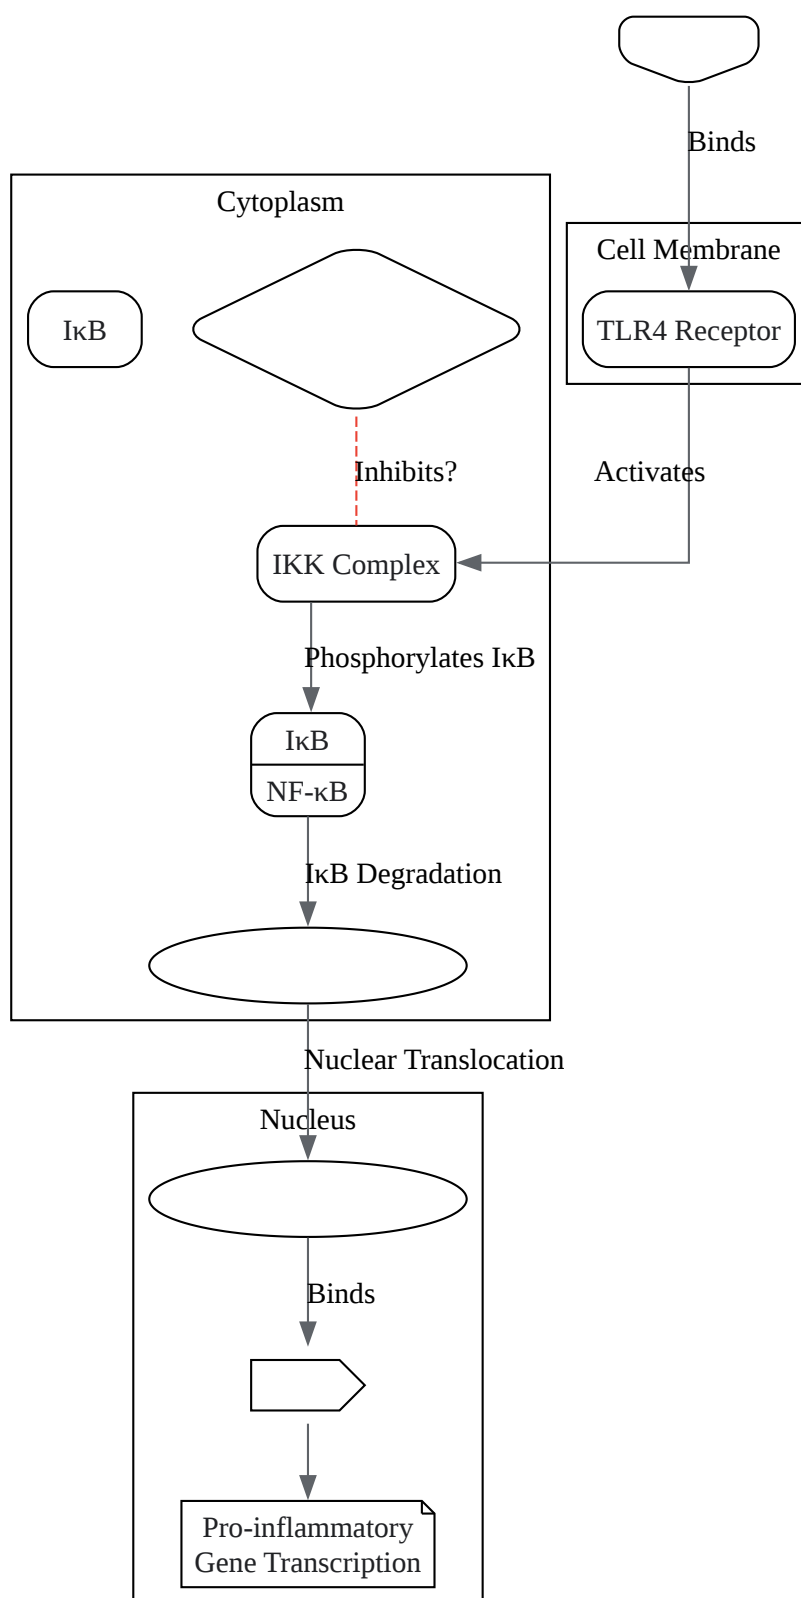 Binds
Cytoplasm
Cell Membrane
IκB
TLR4 Receptor
Inhibits?
Activates
IKK Complex
Phosphorylates IκB
IκB
NF-κB
IκB Degradation
Nuclear Translocation
Nucleus
Binds
Pro-inflammatory
Gene Transcription